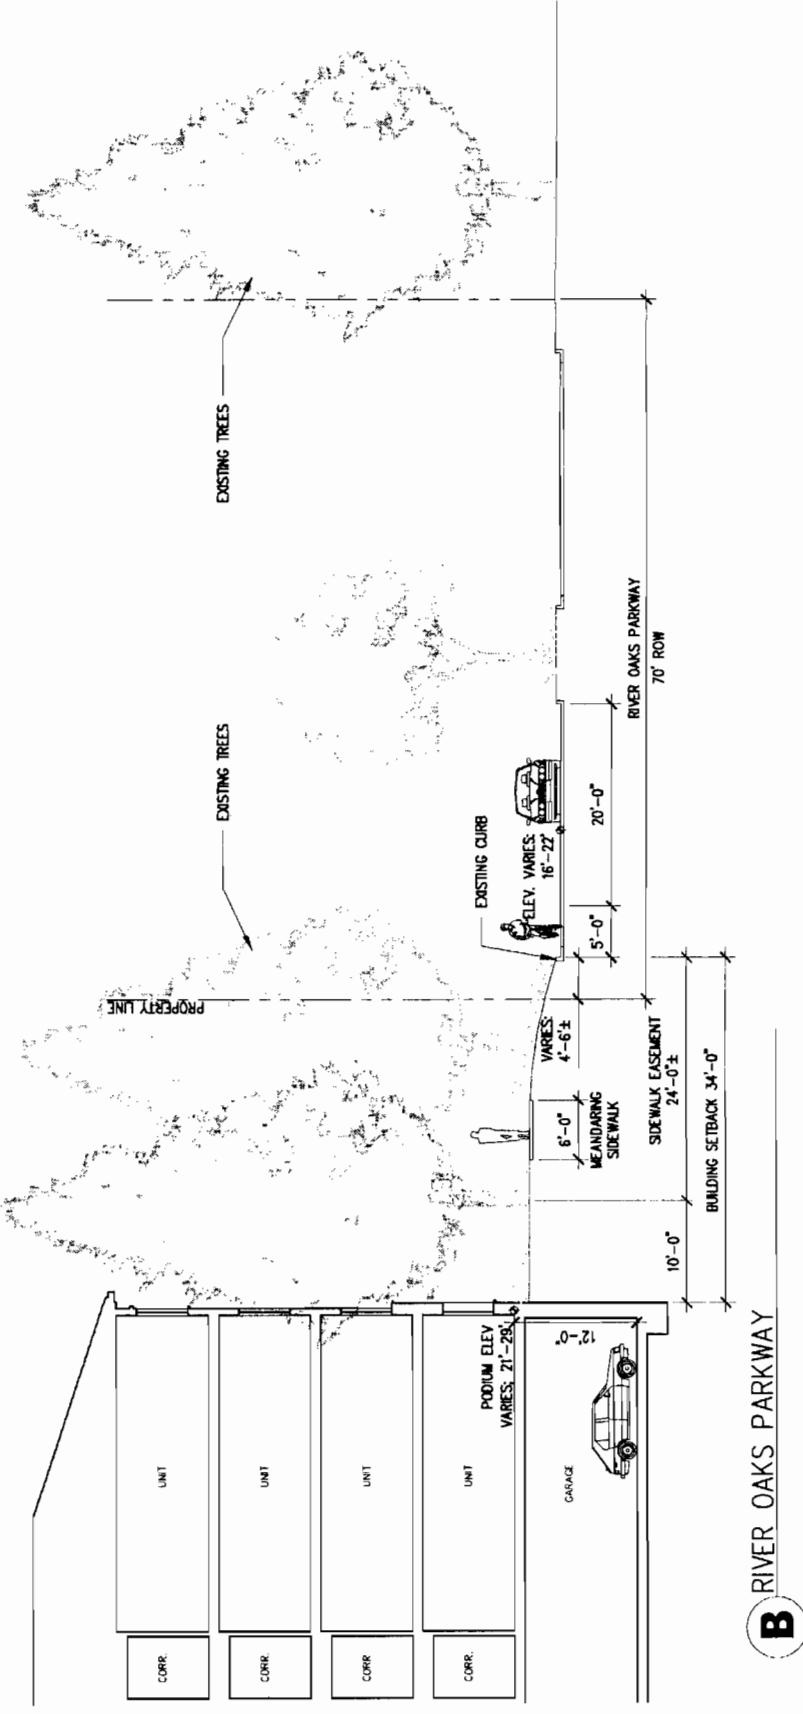 EXISTING TREES
EXISTING TREES
PROPERTY LINE
UNIT
UNIT
UNIT
UNIT
CORR.
CORR.
CORR
CORR.
PODIUM ELEV
VARIES; 21'-29'
GARAGE
12'-0"
EXISTING CURB
ELEV. VARIES:
16'-22'
VARIES:
4'-6'±
6'-0"
MEANDARING
SIDEWALK
5'-0"
20'-0"
RIVER OAKS PARKWAY
70' ROW
SIDEWALK EASEMENT
24'-0"±
10'-0"
BUILDING SETBACK 34'-0"
B RIVER OAKS PARKWAY